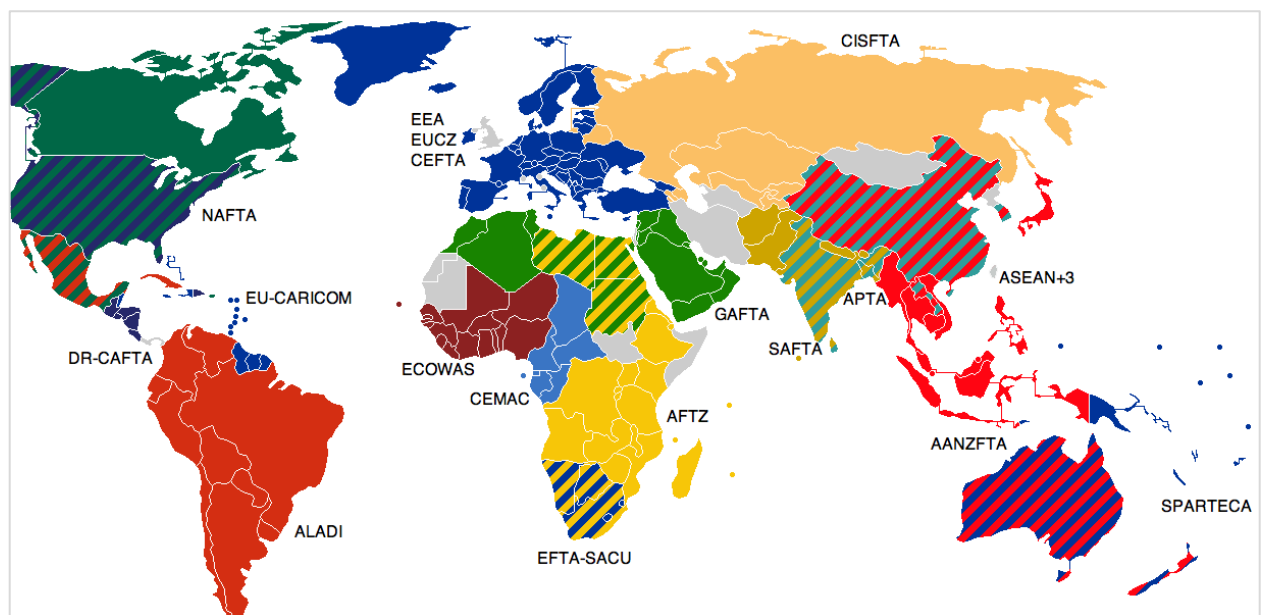 CISFTA
EEA
EUCZ
CEFTA
NAFTA
EU-CARICOM
ASEAN+3
APTA
GAFTA
SAFTA
DR-CAFTA
ECOWAS
CEMAC
AFTZ
AANZFTA
SPARTECA
ALADI
EFTA-SACU